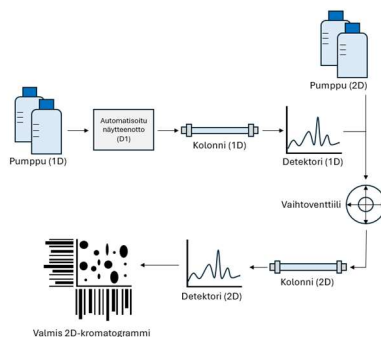 Pumppu (2D)
Automatisoitu
näytteenotto
(D1)
Pumppu (1D)
Kolonni (1D)
Detektori (1D)
Vaihtoventtiili
Kolonni (2D)
Detektori (2D)
Valmis 2D-kromatogrammi